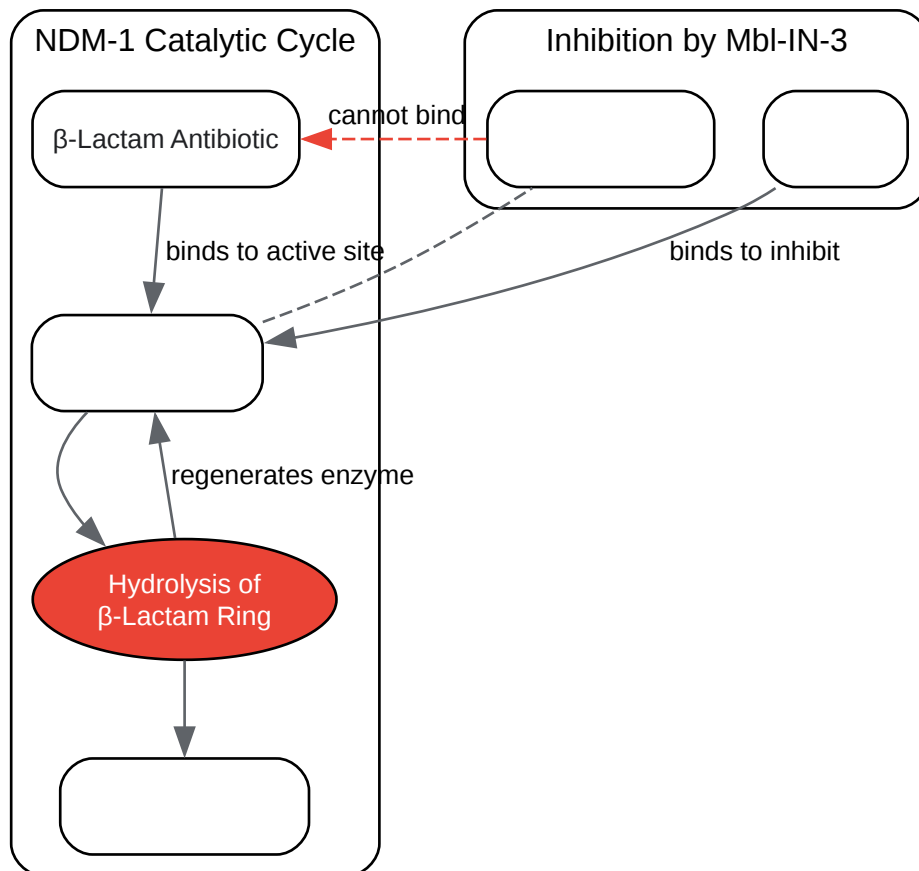 NDM-1 Catalytic Cycle
Inhibition by Mbl-IN-3
cannot bind
β-Lactam Antibiotic
binds to active site
binds to inhibit
regenerates enzyme
Hydrolysis of
β-Lactam Ring